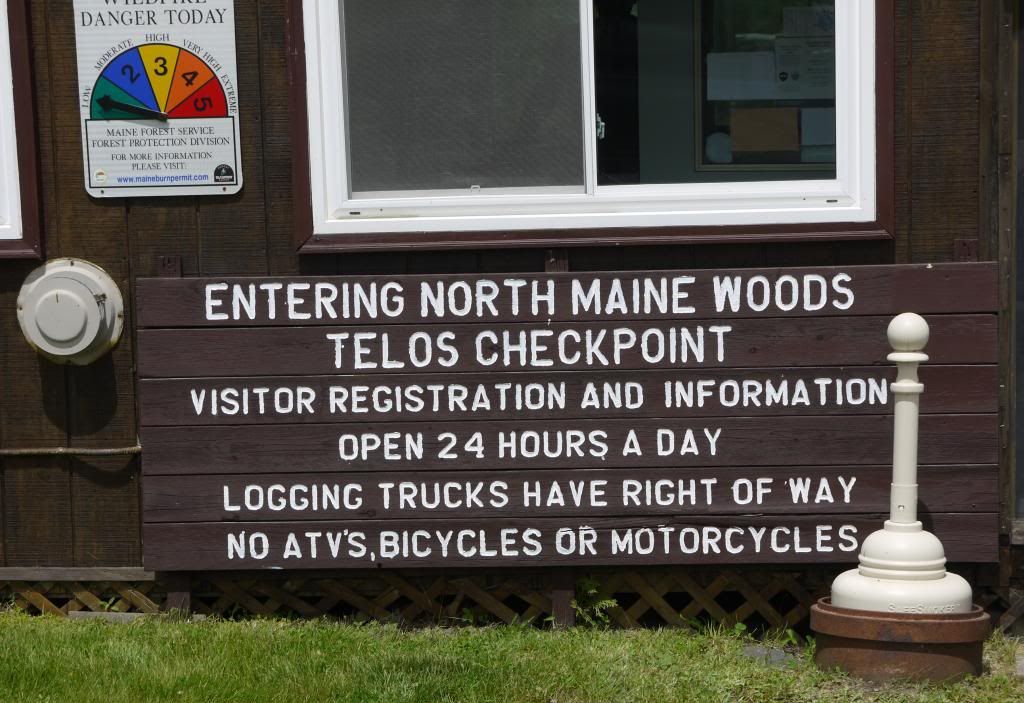 WILDFIRE
DANGER TODAY
LOW MODERATE HIGH VERY HIGH EXTREME
2 3 4 5
MAINE FOREST SERVICE
FOREST PROTECTION DIVISION
FOR MORE INFORMATION
PLEASE VISIT:
www.maineburnpermit.com
ENTERING NORTH MAINE WOODS
TELOS CHECKPOINT
VISITOR REGISTRATION AND INFORMATION
OPEN 24 HOURS A DAY
LOGGING TRUCKS HAVE RIGHT OF WAY
NO ATV'S, BICYCLES OR MOTORCYCLES